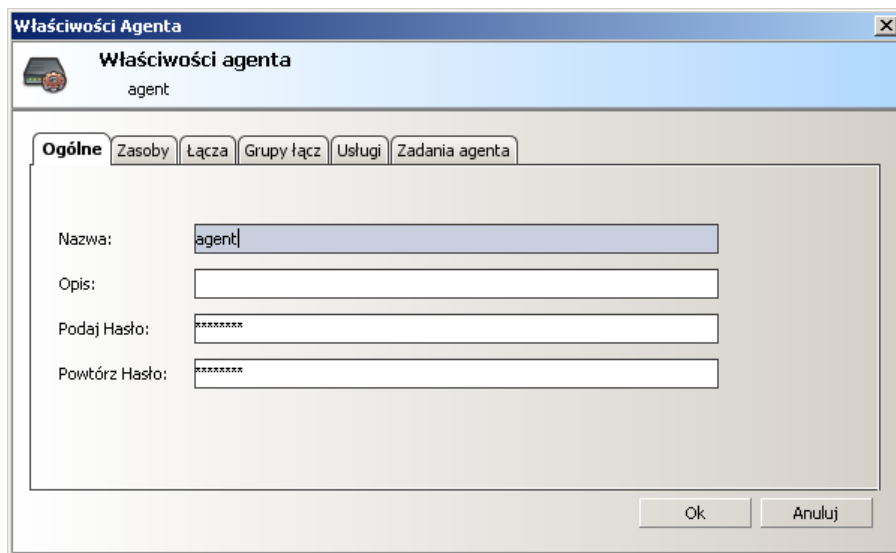 Właściwości Agenta
Właściwości agenta
agent
Ogólne Zasoby Łącza Grupy łącz Usługi Zadania agenta
Nazwa: agent
Opis:
Podaj Hasło: ********
Powtórz Hasło: ********
Ok Anuluj